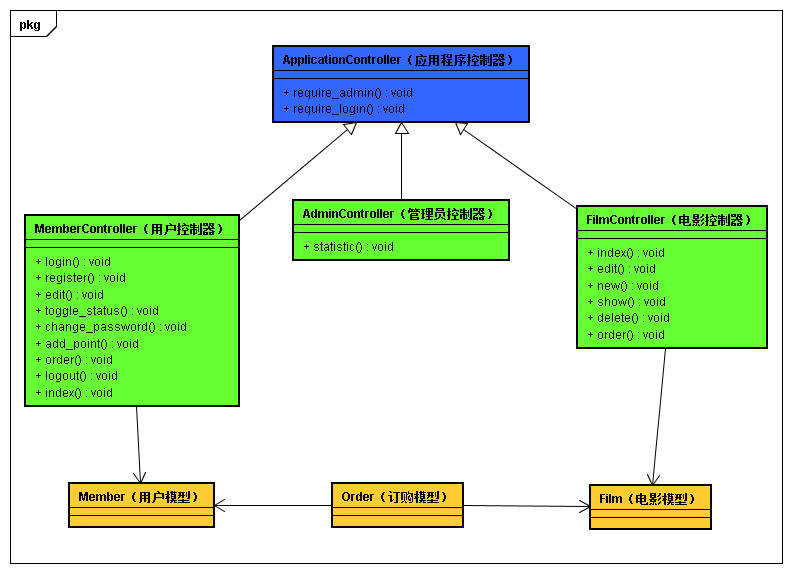 pkg
ApplicationController（应用程序控制器）
+ require_admin() : void
+ require_login() : void
MemberController（用户控制器）
+ login() : void
+ register() : void
+ edit() : void
+ toggle_status() : void
+ change_password() : void
+ add_point() : void
+ order() : void
+ logout() : void
+ index() : void
AdminController（管理员控制器）
+ statistic() : void
FilmController（电影控制器）
+ index() : void
+ edit() : void
+ new() : void
+ show() : void
+ delete() : void
+ order() : void
Member（用户模型）
Order（订购模型）
Film（电影模型）